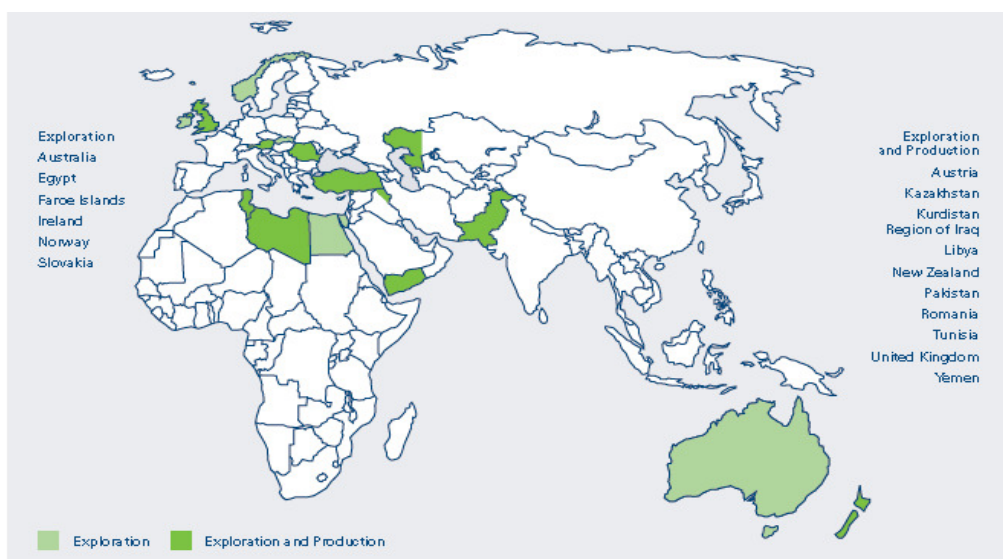 Exploration
Australia
Egypt
Faroe Islands
Ireland
Norway
Slovakia
Exploration
and Production
Austria
Kazakhstan
Kurdistan
Region of Iraq
Libya
New Zealand
Pakistan
Romania
Tunisia
United Kingdom
Yemen
Exploration
Exploration and Production